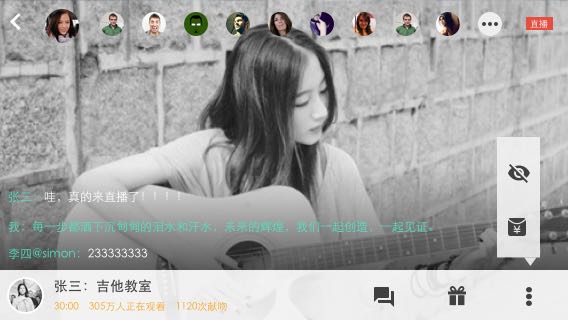 直播
张三：哇，真的来直播了！！！！
我：每一步都洒下沉甸甸的泪水和汗水，未来的辉煌，我们一起创造，一起见证。
李四@simon：233333333
张三：吉他教室
30:00 305万人正在观看 1120次献吻